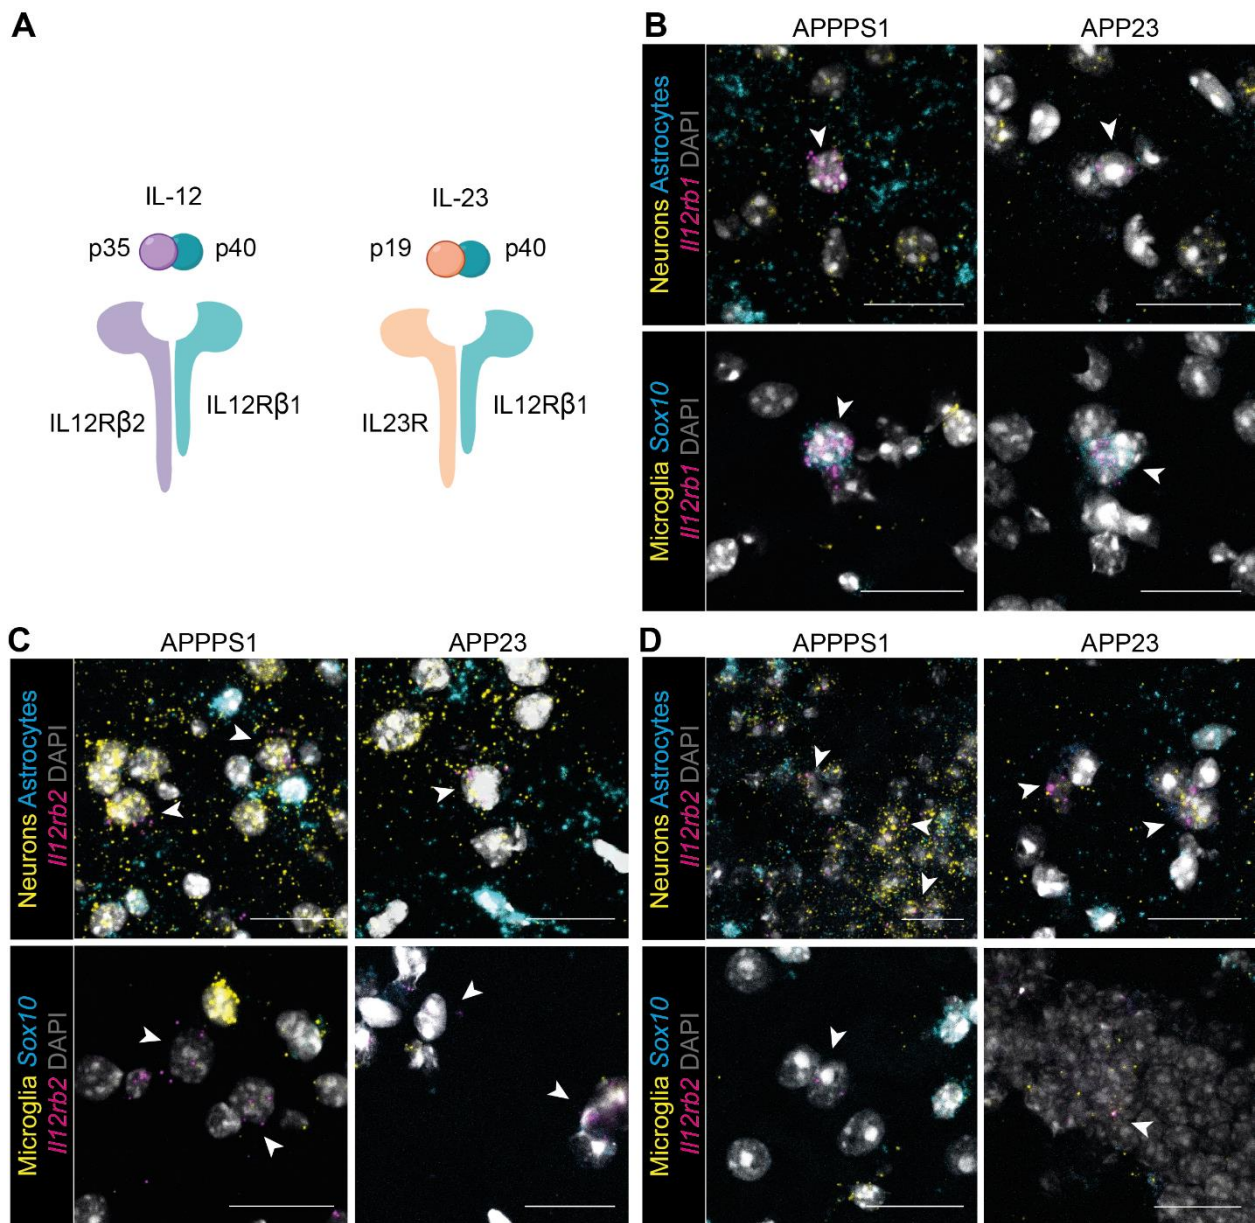 A
IL-12
p35
p40
IL12Rβ2
IL12Rβ1
IL-23
p19
p40
IL23R
IL12Rβ1
B
APPPS1
APP23
Neurons Astrocytes
Il12rb1 DAPI
Microglia Sox10
Il12rb1 DAPI
C
APPPS1
APP23
Neurons Astrocytes
Il12rb2 DAPI
Microglia Sox10
Il12rb2 DAPI
D
APPPS1
APP23
Neurons Astrocytes
Il12rb2 DAPI
Microglia Sox10
Il12rb2 DAPI